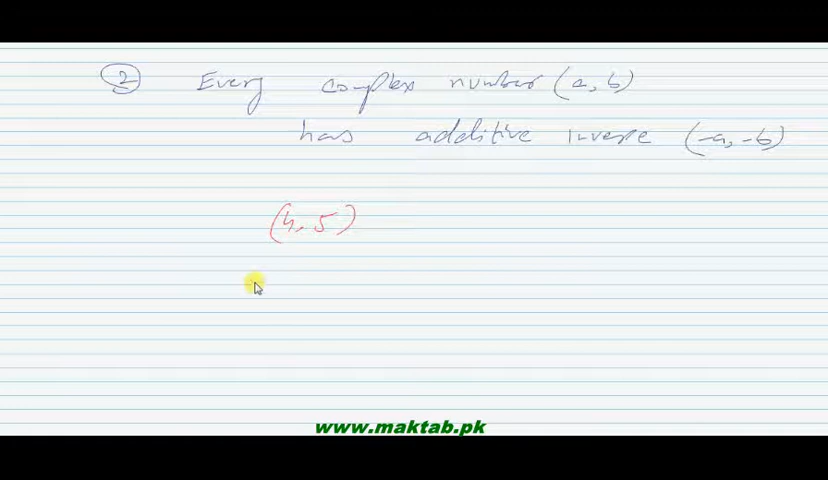 2 Every complex number (a, b)
has additive inverse (-a, -b)
(4, 5)
www.maktab.pk